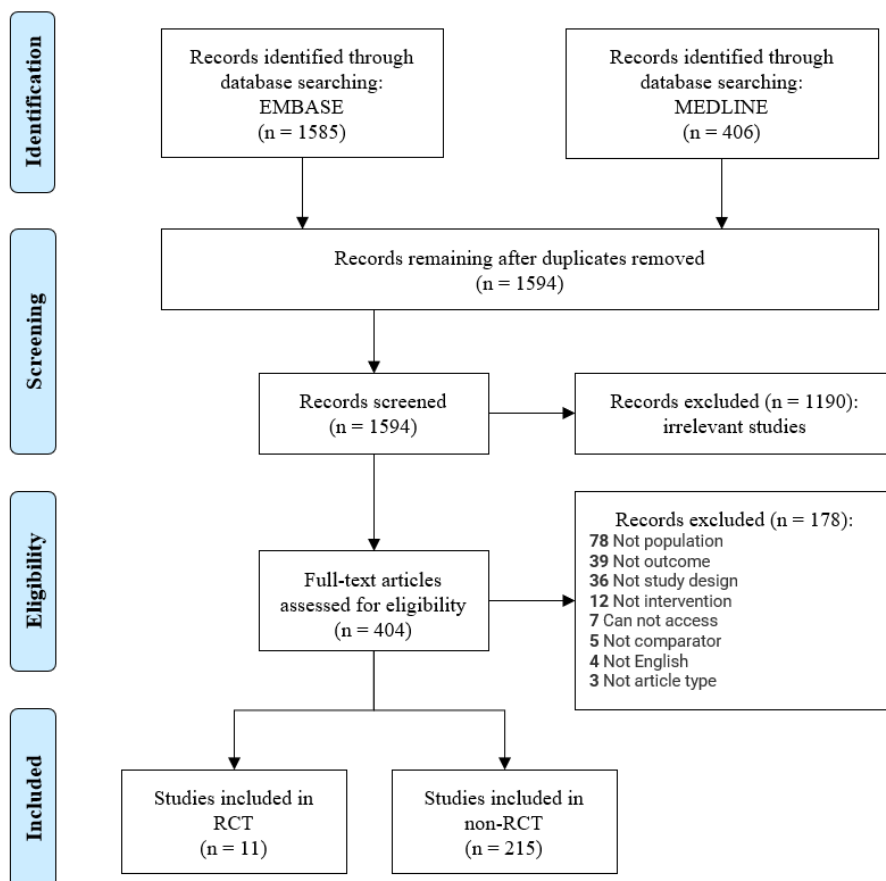 Identification
Records identified through
database searching:
EMBASE
(n = 1585)
Records identified through
database searching:
MEDLINE
(n = 406)
Screening
Records remaining after duplicates removed
(n = 1594)
Records screened
(n = 1594)
Records excluded (n = 1190):
irrelevant studies
Eligibility
Full-text articles
assessed for eligibility
(n = 404)
Records excluded (n = 178):
78 Not population
39 Not outcome
36 Not study design
12 Not intervention
7 Can not access
5 Not comparator
4 Not English
3 Not article type
Included
Studies included in
RCT
(n = 11)
Studies included in
non-RCT
(n = 215)